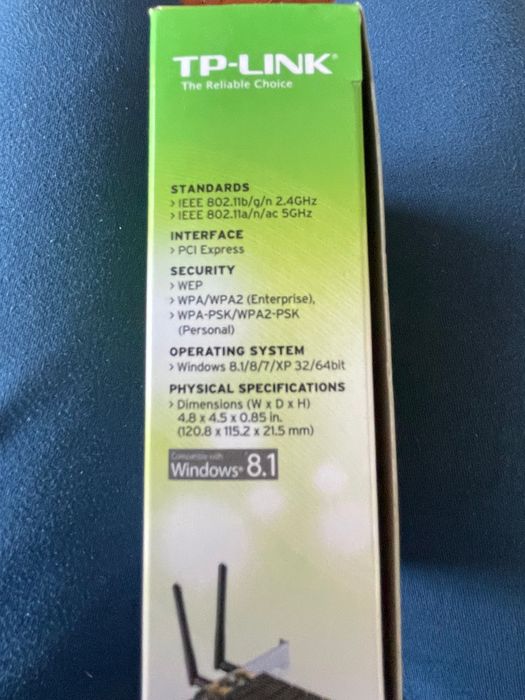 TP-LINK®
The Reliable Choice
STANDARDS
> IEEE 802.11b/g/n 2.4GHz
> IEEE 802.11a/n/ac 5GHz
INTERFACE
> PCI Express
SECURITY
> WEP
> WPA/WPA2 (Enterprise),
> WPA-PSK/WPA2-PSK
(Personal)
OPERATING SYSTEM
> Windows 8.1/8/7/XP 32/64bit
PHYSICAL SPECIFICATIONS
> Dimensions (W x D x H)
4.8 x 4.5 x 0.85 in.
(120.8 x 115.2 x 21.5 mm)
Compatible with
Windows® 8.1